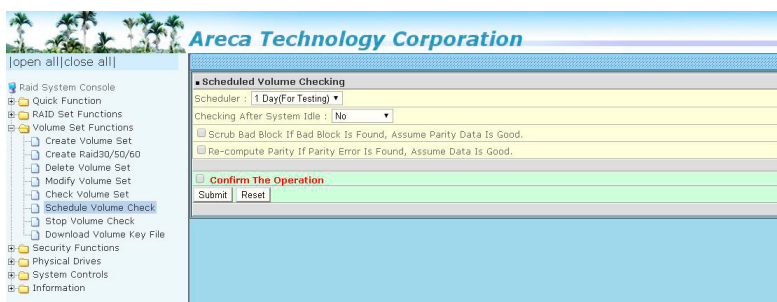 Areca Technology Corporation
|open all|close all|
Raid System Console
Quick Function
RAID Set Functions
Volume Set Functions
Create Volume Set
Create Raid30/50/60
Delete Volume Set
Modify Volume Set
Check Volume Set
Schedule Volume Check
Stop Volume Check
Download Volume Key File
Security Functions
Physical Drives
System Controls
Information
Scheduled Volume Checking
Scheduler : 1 Day(For Testing)
Checking After System Idle : No
Scrub Bad Block If Bad Block Is Found, Assume Parity Data Is Good.
Re-compute Parity If Parity Error Is Found, Assume Data Is Good.
Confirm The Operation
Submit Reset